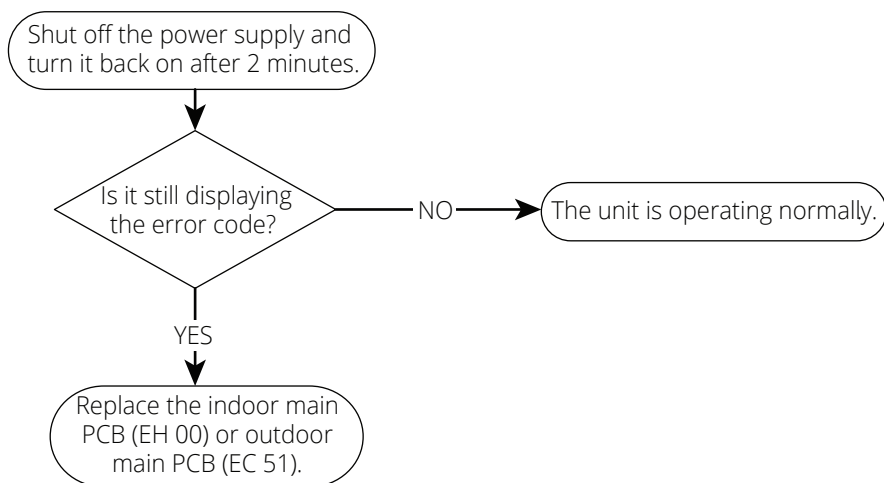 Shut off the power supply and
turn it back on after 2 minutes.
Is it still displaying
the error code?
NO
The unit is operating normally.
YES
Replace the indoor main
PCB (EH 00) or outdoor
main PCB (EC 51).